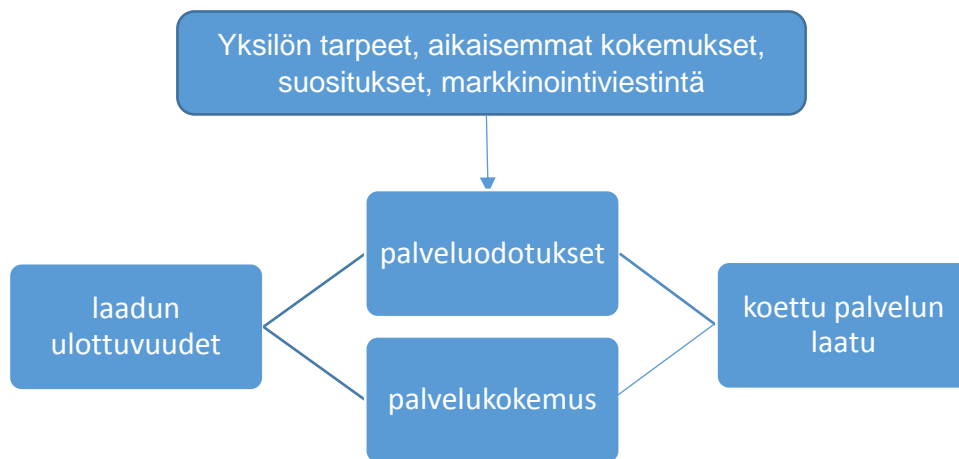 Yksilön tarpeet, aikaisemmat kokemukset,
suositukset, markkinointiviestintä
palveluodotukset
laadun
ulottuvuudet
koettu palvelun
laatu
palvelukokemus